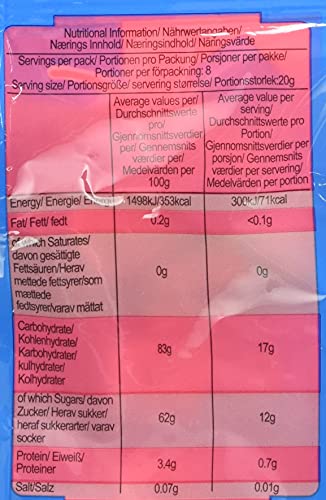 Nutritional Information/ Nährwertangaben/
Nærings Innhold/ Næringsindhold/ Näringsvärde
Servings per pack/ Portionen pro Packung/ Porsjoner per pakke/
Portioner per förpackning: 8
Serving size/ Portionsgröße/ servering størrelse/ Portionsstorlek:20g
Average values per/
Durchschnittswerte
pro/
Gjennomsnittsverdier
per/ Gennemsnits
værdier per/
Medelvärden per
100g
Average value per
serving/
Durchschnittswerte pro
Portion/
Gjennomsnittsverdier per
porsjon/ Gennemsnits
værdier per servering/
Medelvärden per portion
Energy/ Energie/ 1498kJ/353kcal 300kJ/71kcal
Fat/ Fett/ fedt 0.2g <0.1g
of which Saturates/
davon gesättigte
Fettsäuren/Herav
mettede fettsyrer/som
mættede
fedtsyrer/varav mättat
0g 0g
Carbohydrate/
Kohlenhydrate/
Karbohydrater/
kulhydrater/
Kolhydrater
83g 17g
of which Sugars/ davon
Zucker/ Herav sukker/
heraf sukkerarter/ varav
socker
62g 12g
Protein/ Eiweiß/
Proteiner
3.4g 0.7g
Salt/Salz 0.07g 0.01g